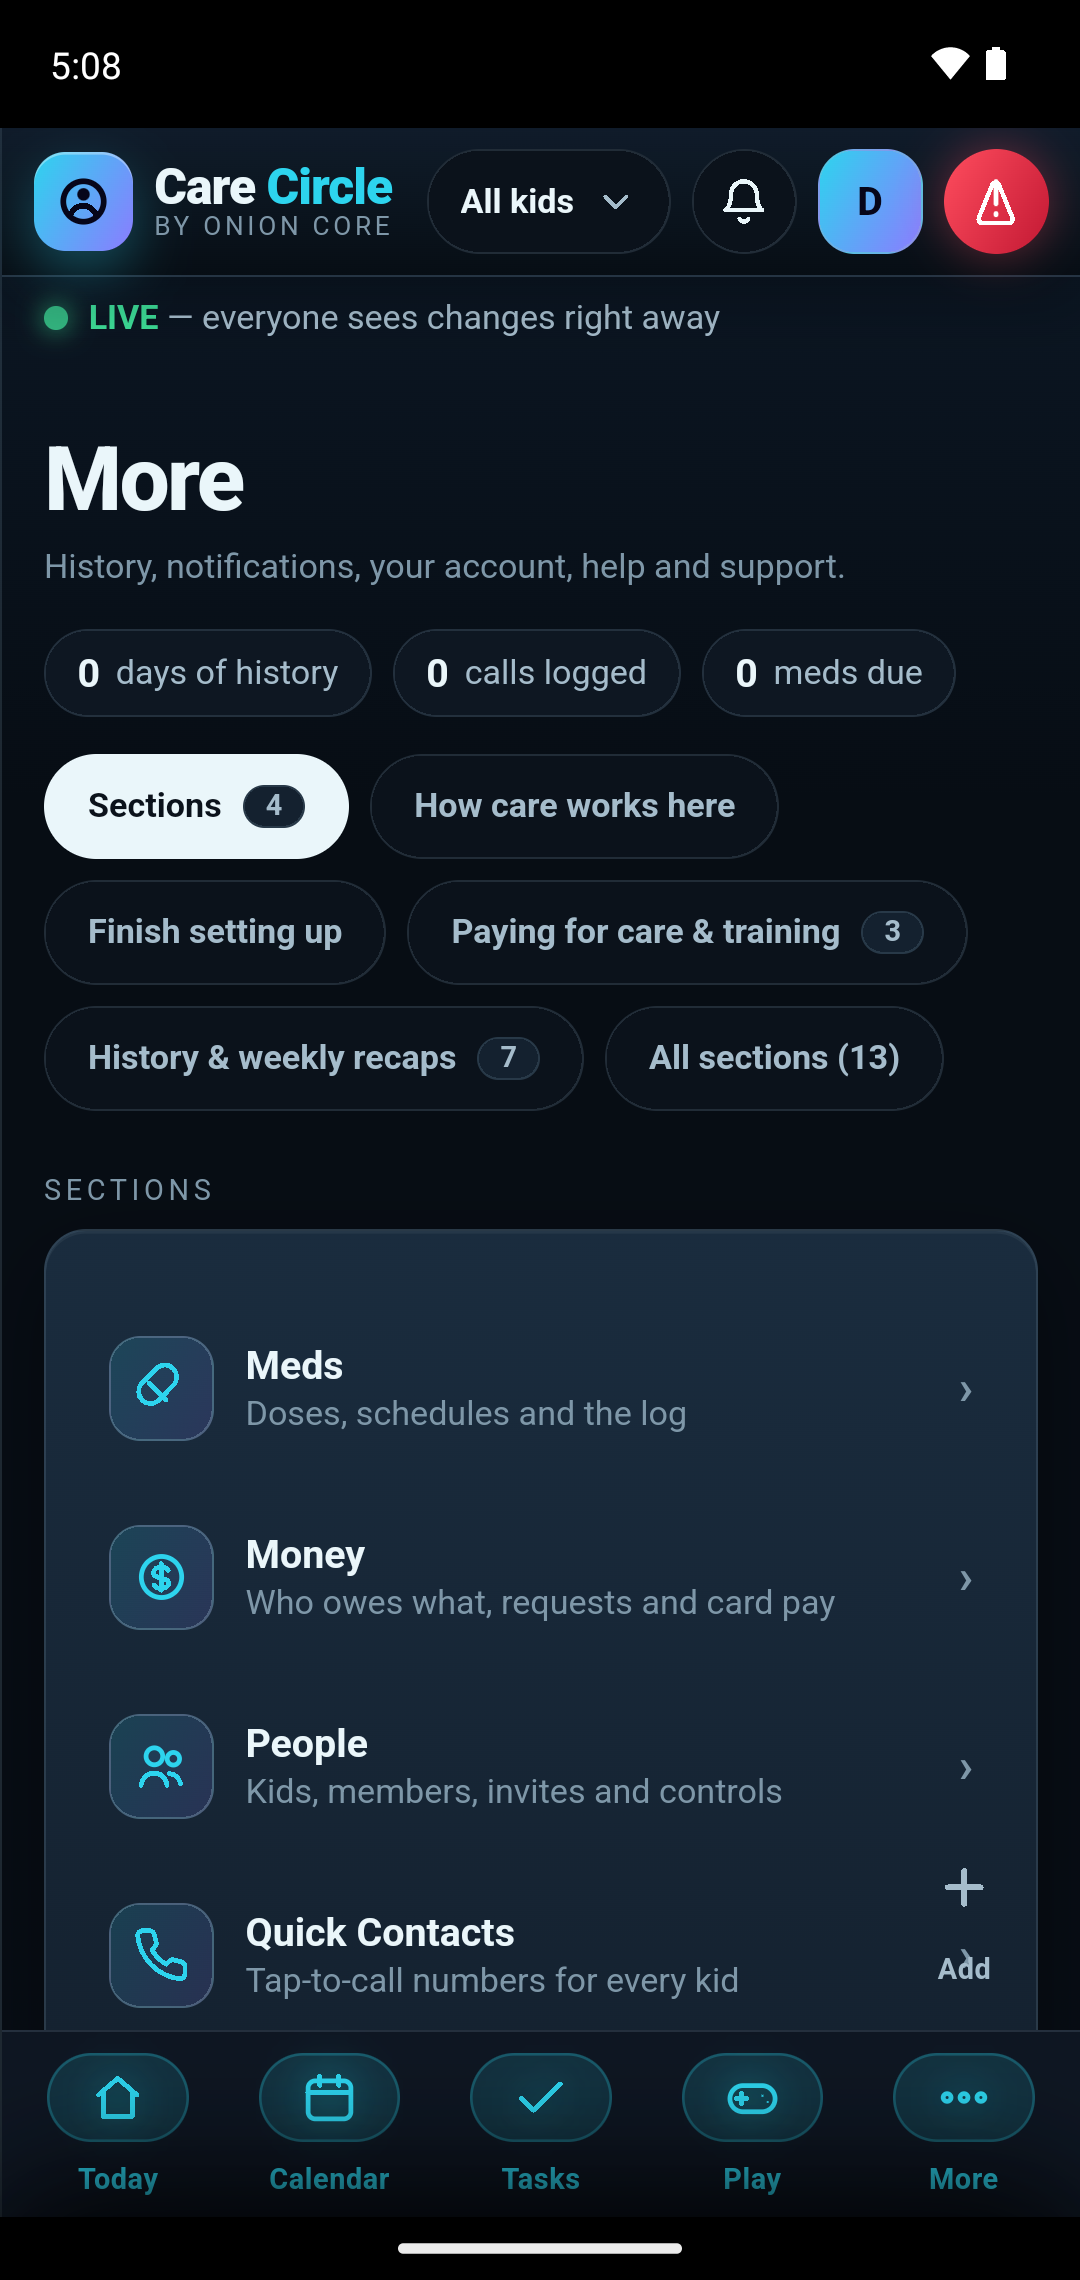 5:08
Care Circle
BY ONION CORE
All kids
D
LIVE — everyone sees changes right away
More
History, notifications, your account, help and support.
0 days of history
0 calls logged
0 meds due
Sections 4
How care works here
Finish setting up
Paying for care & training 3
History & weekly recaps 7
All sections (13)
SECTIONS
Meds
Doses, schedules and the log
Money
Who owes what, requests and card pay
People
Kids, members, invites and controls
Quick Contacts
Tap-to-call numbers for every kid
Add
Today
Calendar
Tasks
Play
More